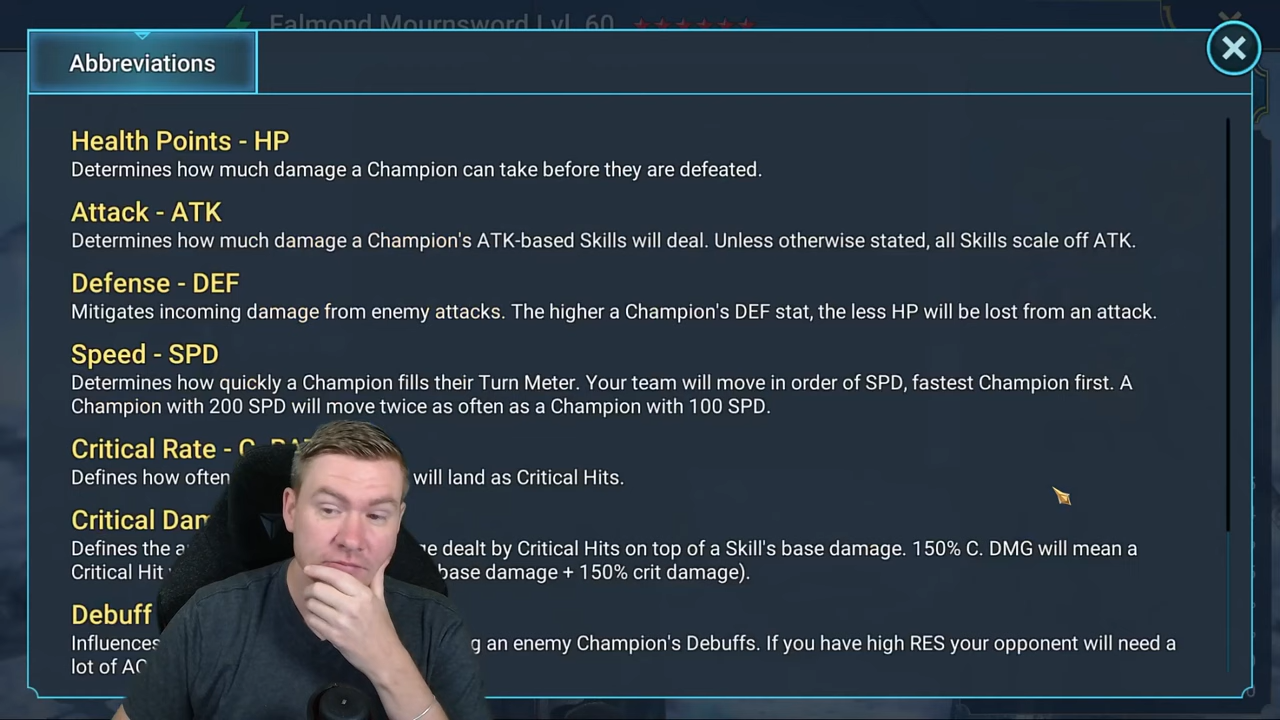 Falmond Mournsword Lvl. 60
Abbreviations
Health Points - HP
Determines how much damage a Champion can take before they are defeated.
Attack - ATK
Determines how much damage a Champion's ATK-based Skills will deal. Unless otherwise stated, all Skills scale off ATK.
Defense - DEF
Mitigates incoming damage from enemy attacks. The higher a Champion's DEF stat, the less HP will be lost from an attack.
Speed - SPD
Determines how quickly a Champion fills their Turn Meter. Your team will move in order of SPD, fastest Champion first. A
Champion with 200 SPD will move twice as often as a Champion with 100 SPD.
Critical Rate -
Defines how often will land as Critical Hits.
Critical
Defines the dealt by Critical Hits on top of a Skill's base damage. 150% C. DMG will mean a
Critical Hit base damage + 150% crit damage).
Debuff
Influences an enemy Champion's Debuffs. If you have high RES your opponent will need a
lot of